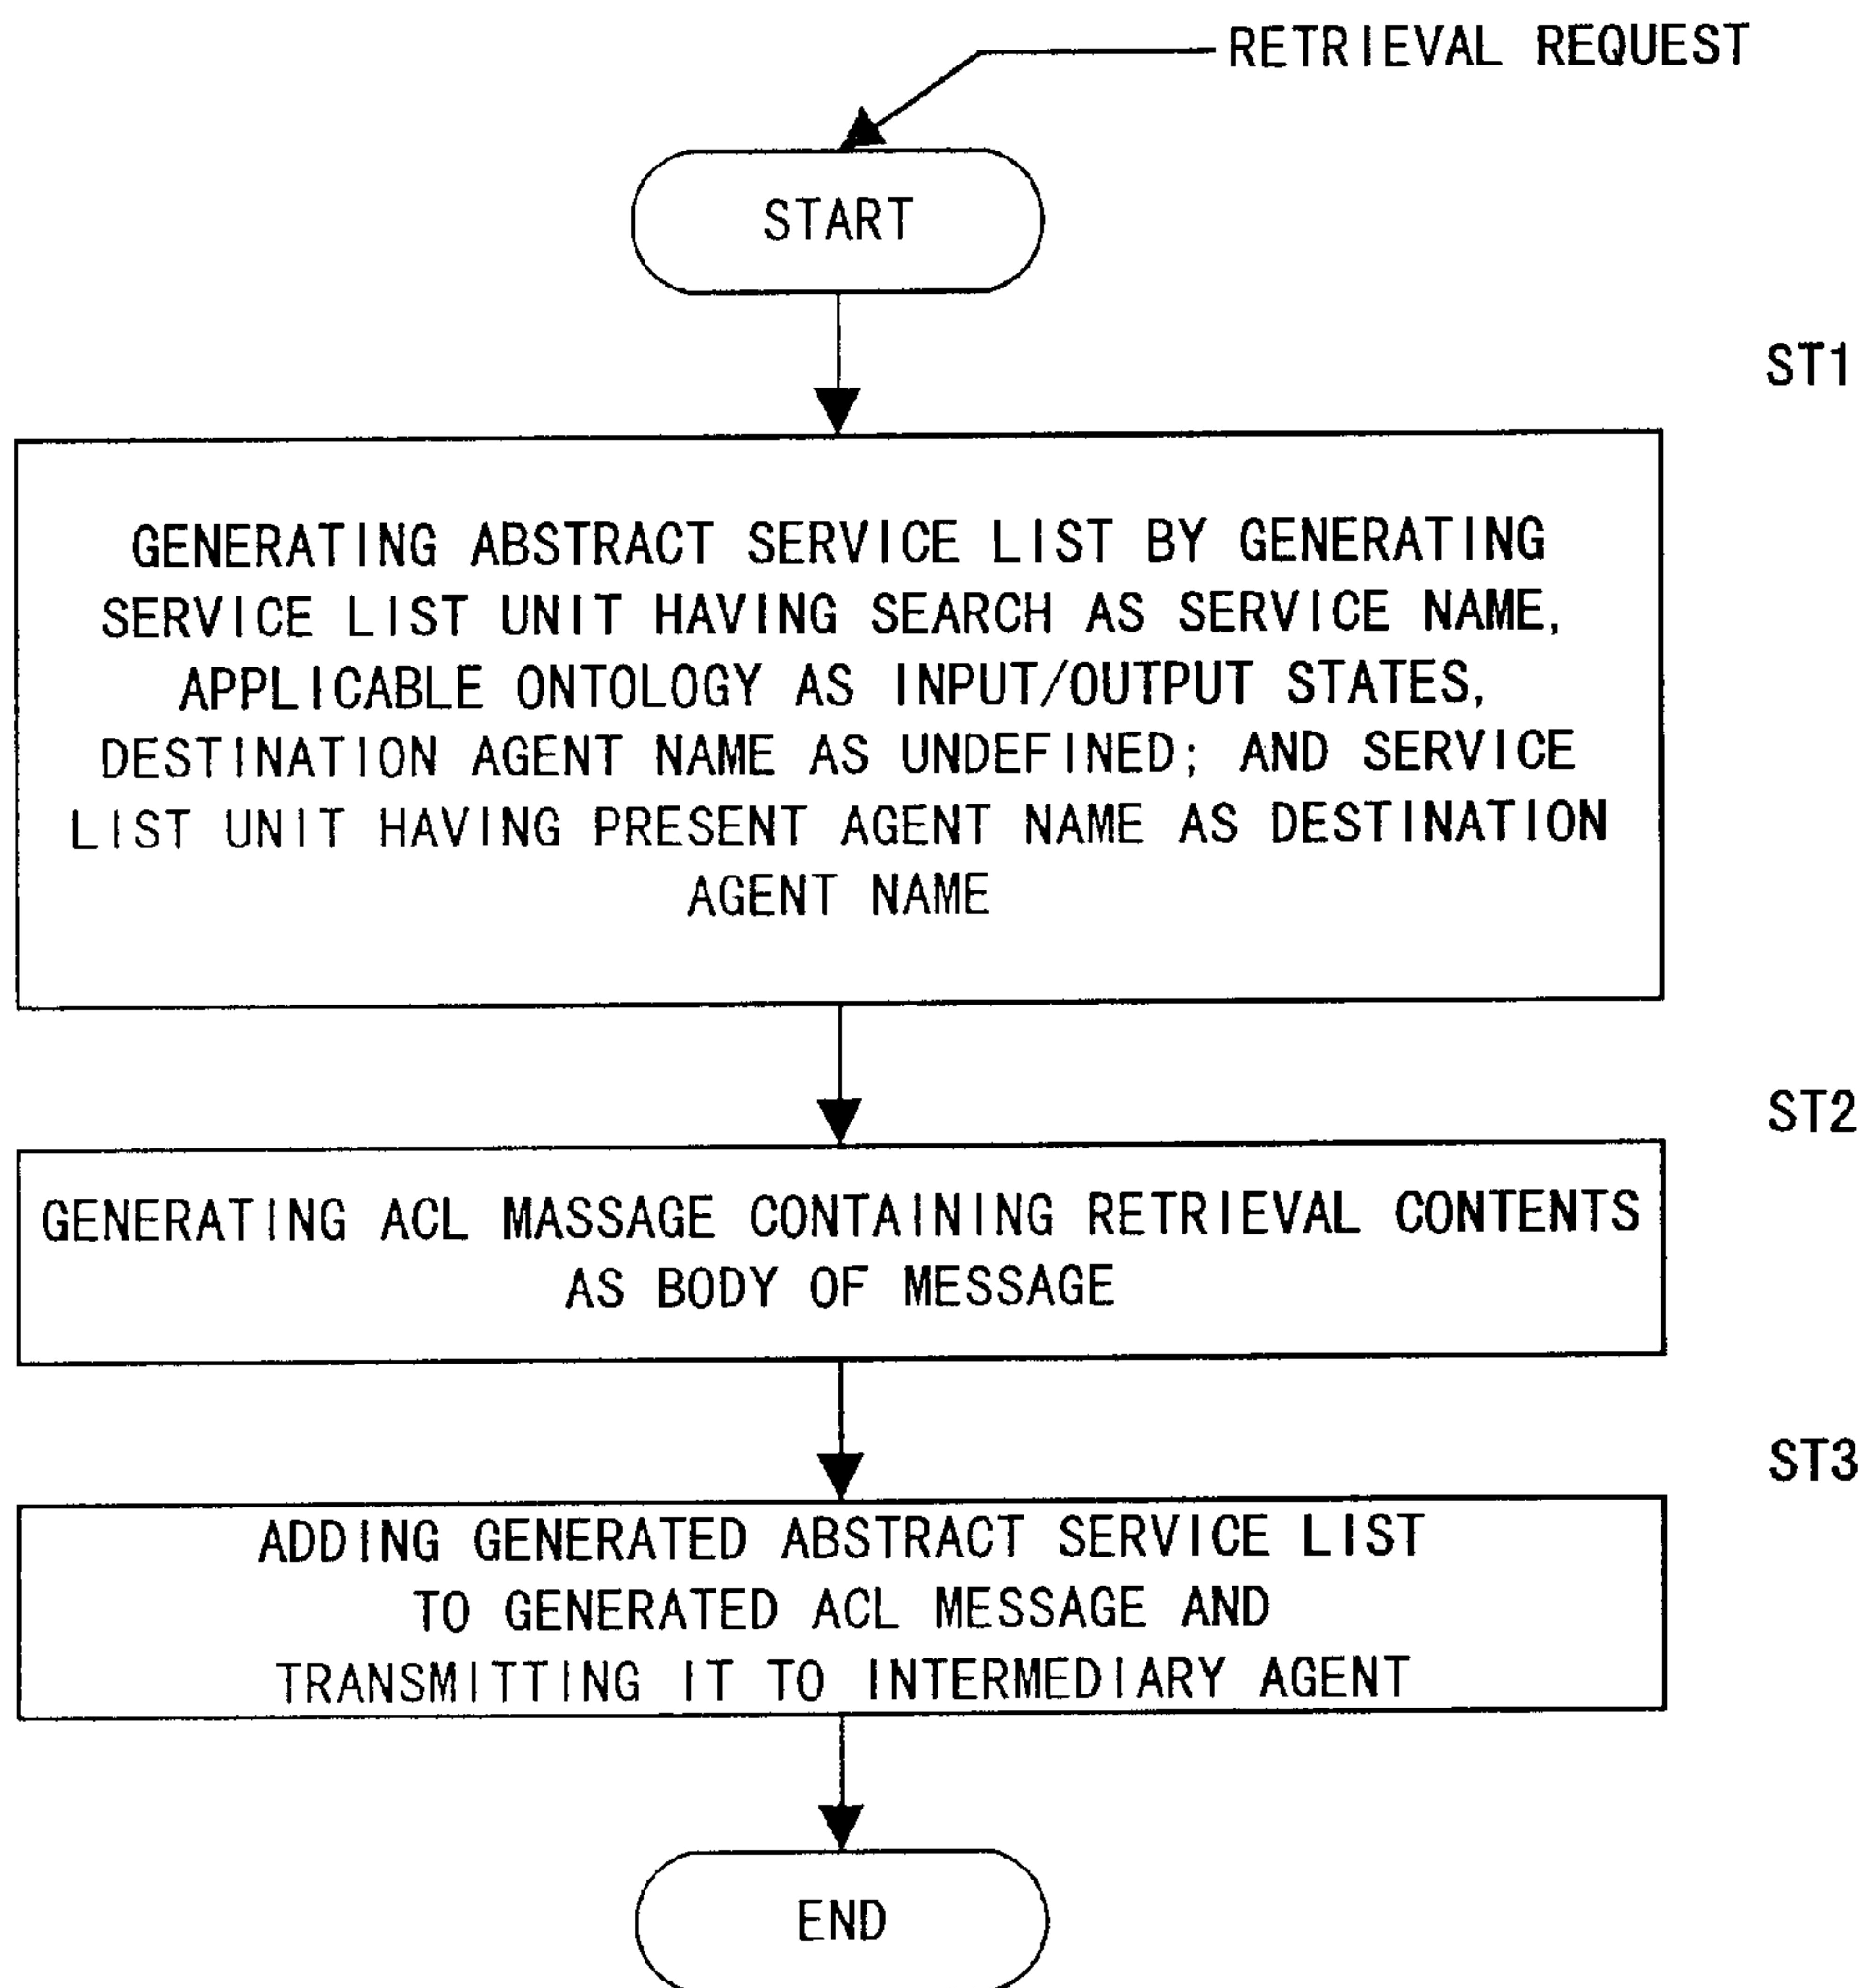 RETRIEVAL REQUEST
START
ST1
GENERATING ABSTRACT SERVICE LIST BY GENERATING
SERVICE LIST UNIT HAVING SEARCH AS SERVICE NAME,
APPLICABLE ONTOLOGY AS INPUT/OUTPUT STATES,
DESTINATION AGENT NAME AS UNDEFINED; AND SERVICE
LIST UNIT HAVING PRESENT AGENT NAME AS DESTINATION
AGENT NAME
ST2
GENERATING ACL MASSAGE CONTAINING RETRIEVAL CONTENTS
AS BODY OF MESSAGE
ST3
ADDING GENERATED ABSTRACT SERVICE LIST
TO GENERATED ACL MESSAGE AND
TRANSMITTING IT TO INTERMEDIARY AGENT
END